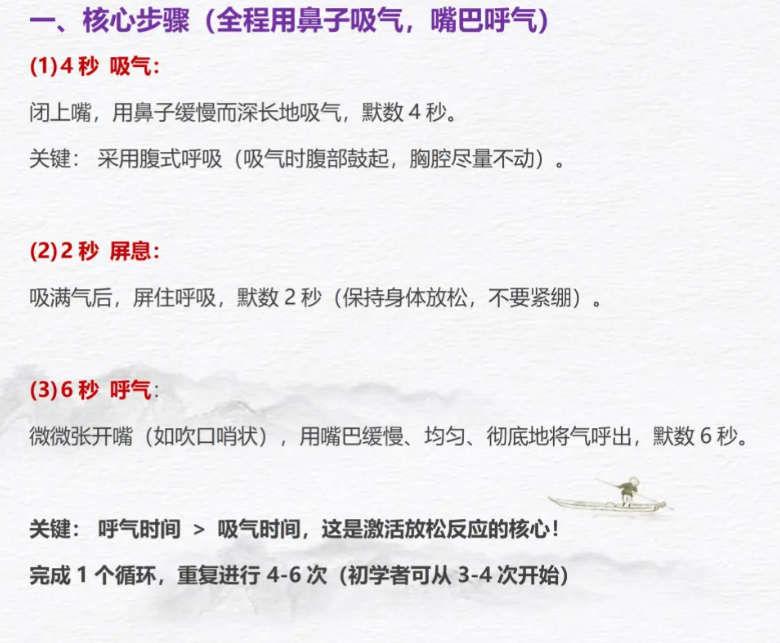 一、核心步骤（全程用鼻子吸气，嘴巴呼气）
(1)4 秒 吸气：
闭上嘴，用鼻子缓慢而深长地吸气，默数 4 秒。
关键： 采用腹式呼吸（吸气时腹部鼓起，胸腔尽量不动）。
(2)2 秒 屏息：
吸满气后，屏住呼吸，默数 2 秒（保持身体放松，不要紧绷）。
(3)6 秒 呼气：
微微张开嘴（如吹口哨状），用嘴巴缓慢、均匀、彻底地将气呼出，默数 6 秒。
关键： 呼气时间 > 吸气时间，这是激活放松反应的核心！
完成 1 个循环，重复进行 4-6 次（初学者可从 3-4 次开始）